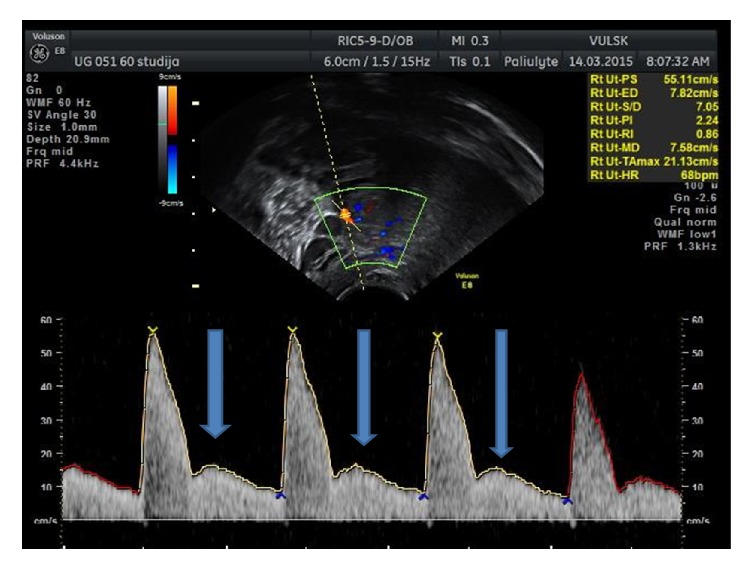 Voluson
E8
RIC5-9-D/OB MI 0.3 VULSK
UG 051 60 studija 6.0cm / 1.5 / 15Hz TIs 0.1 Paliulyte 14.03.2015 8:07:32 AM
82
Gn 0
WMF 60 Hz
SV Angle 30
Size 1.0mm
Depth 20.9mm
Frq mid
PRF 4.4kHz
9cm/s
-9cm/s
Rt Ut-PS 55.11cm/s
Rt Ut-ED 7.82cm/s
Rt Ut-S/D 7.05
Rt Ut-PI 2.24
Rt Ut-RI 0.86
Rt Ut-MD 7.58cm/s
Rt Ut-TAmax 21.13cm/s
Rt Ut-HR 68bpm
Gn -2.6
Frq mid
Qual norm
WMF low1
PRF 1.3kHz
Voluson
E8
60 60
50 50
40 40
30 30
20 20
10 10
cm/s cm/s